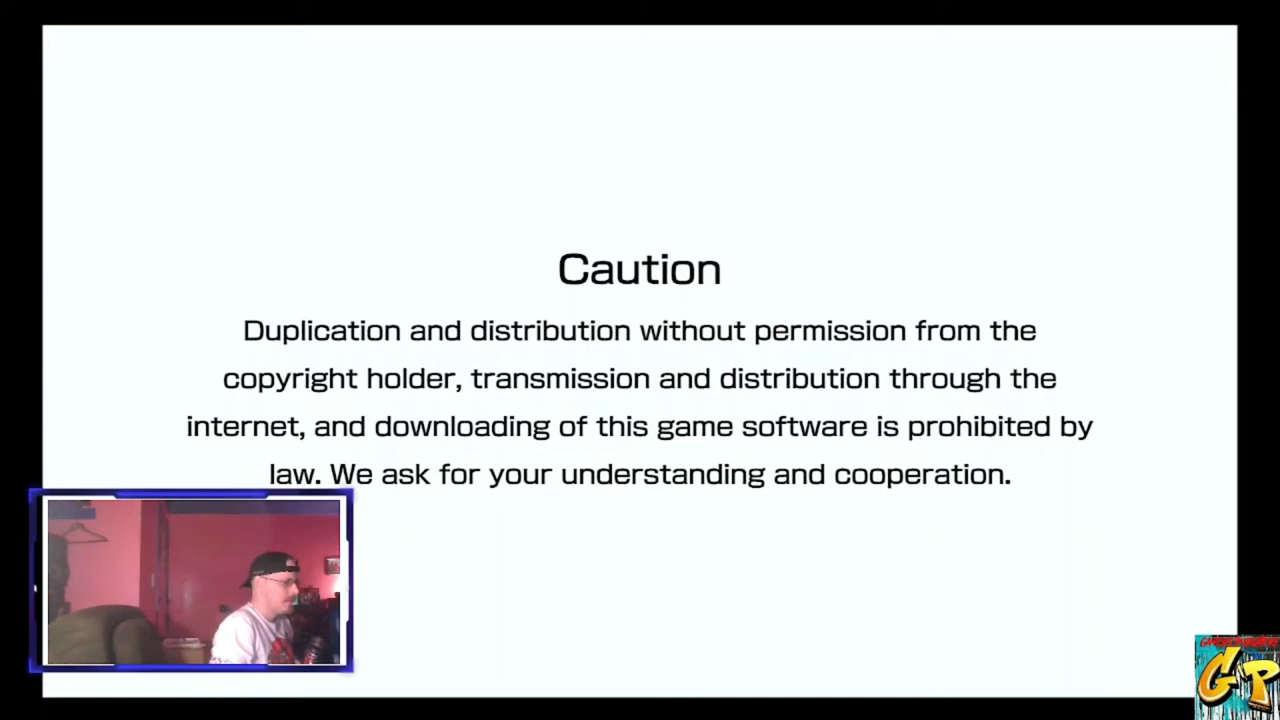 Caution
Duplication and distribution without permission from the
copyright holder, transmission and distribution through the
internet, and downloading of this game software is prohibited by
law. We ask for your understanding and cooperation.
GP